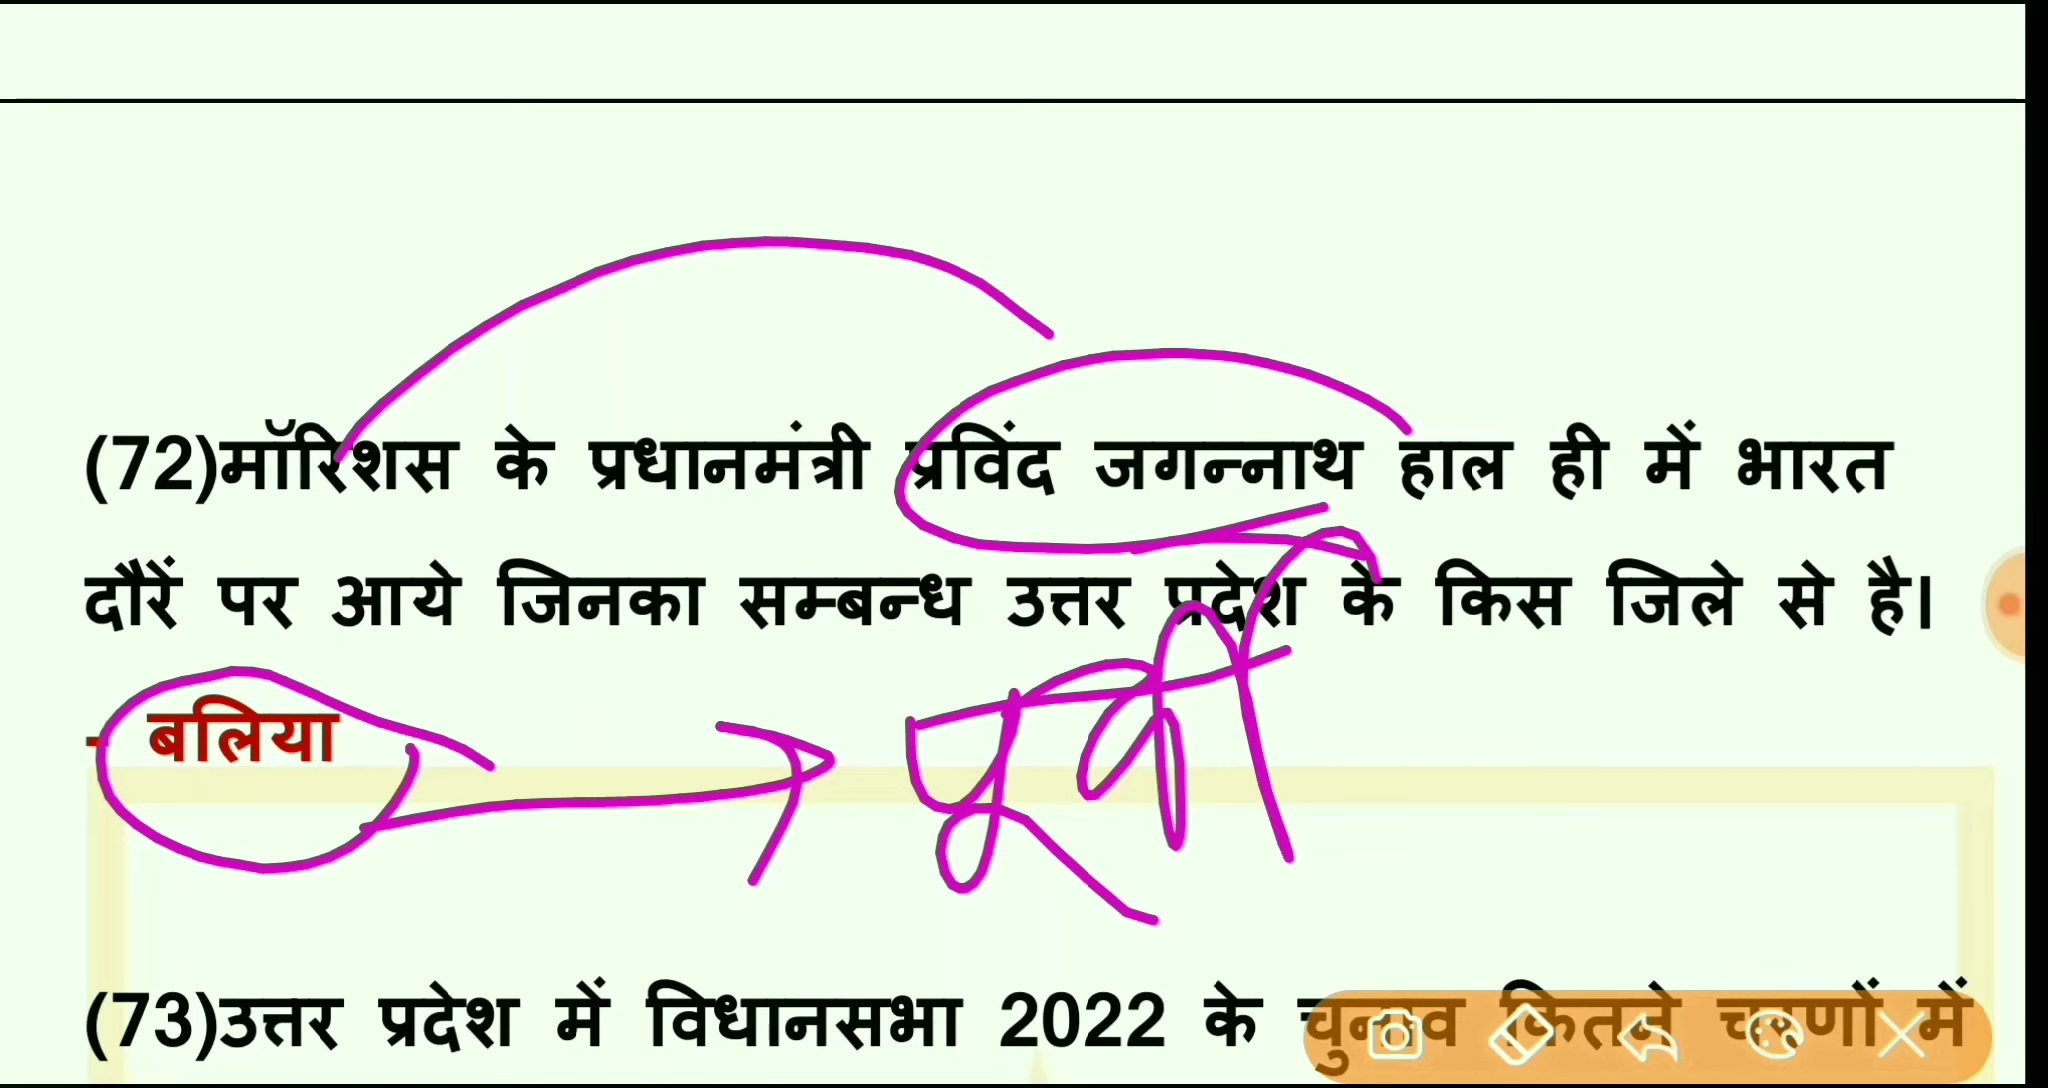 (72)मॉरिशस के प्रधानमंत्री प्रविंद जगन्नाथ हाल ही में भारत
दौरें पर आये जिनका सम्बन्ध उत्तर प्रदेश के किस जिले से है।
- बलिया
पूर्वी
(73)उत्तर प्रदेश में विधानसभा 2022 के चुनाव कितने चरणों में